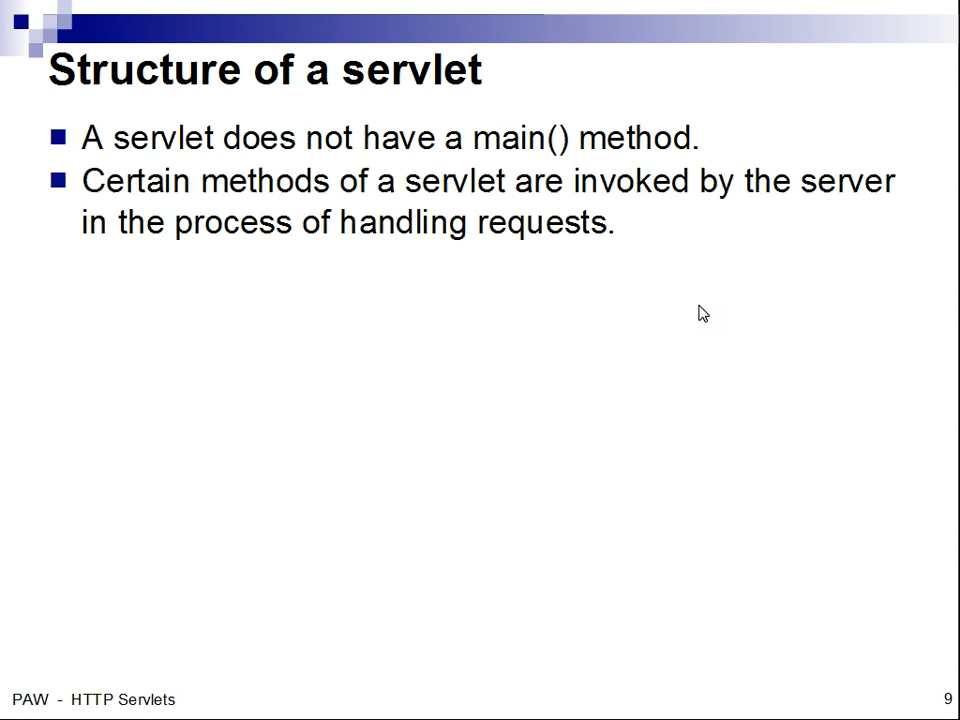 Structure of a servlet
A servlet does not have a main() method.
Certain methods of a servlet are invoked by the server
in the process of handling requests.
PAW - HTTP Servlets
9